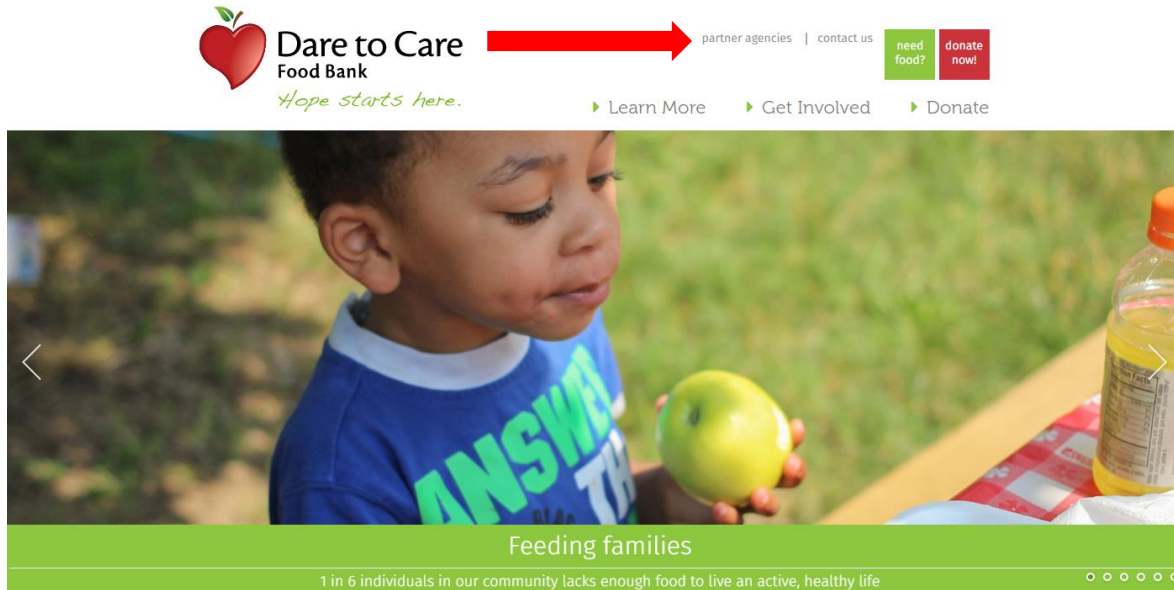 Dare to Care
Food Bank
Hope starts here.
partner agencies | contact us
need
food?
donate
now!
Learn More
Get Involved
Donate
ANSWE
TH
Nutrition Facts
Feeding families
1 in 6 individuals in our community lacks enough food to live an active, healthy life